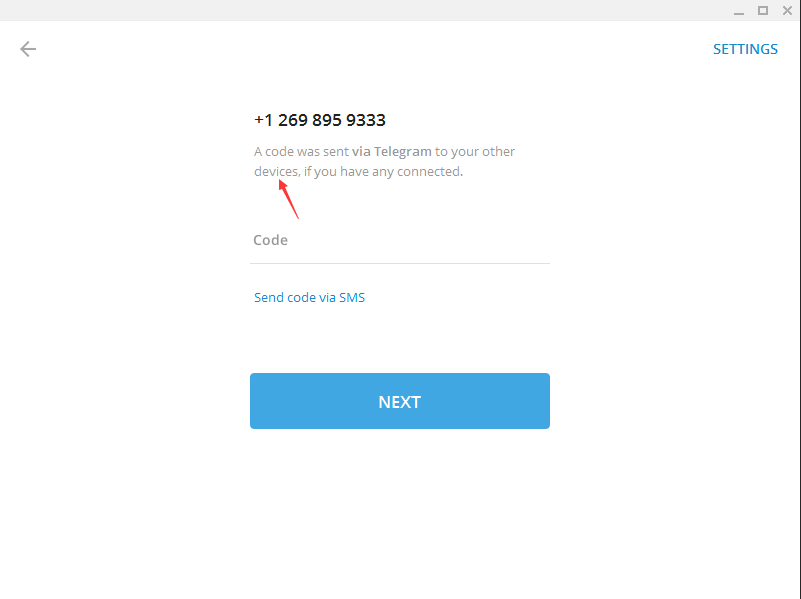 SETTINGS
+1 269 895 9333
A code was sent via Telegram to your other
devices, if you have any connected.
Code
Send code via SMS
NEXT